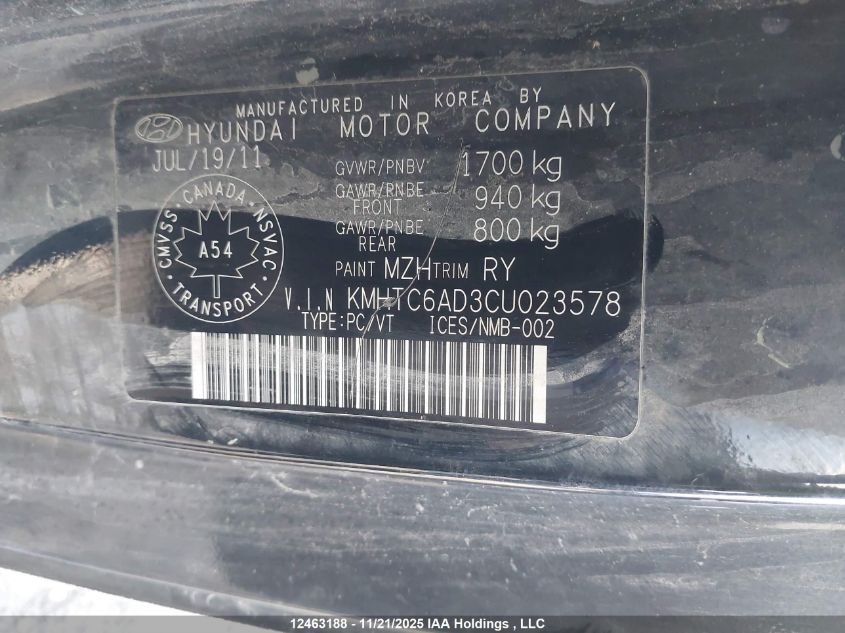 MANUFACTURED IN KOREA BY
HYUNDAI MOTOR COMPANY
JUL/19/11
GVWR/PNBV 1700 kg
GAWR/RNBE FRONT 940 kg
GAWR/PNBE REAR 800 kg
CMVSS CANADA NSVAC
A54
TRANSPORT
PAINT MZH TRIM RY
V.I.N KMHTC6AD3CU023578
TYPE:PC/VT ICES/NMB-002
12463188 - 11/21/2025 IAA Holdings , LLC